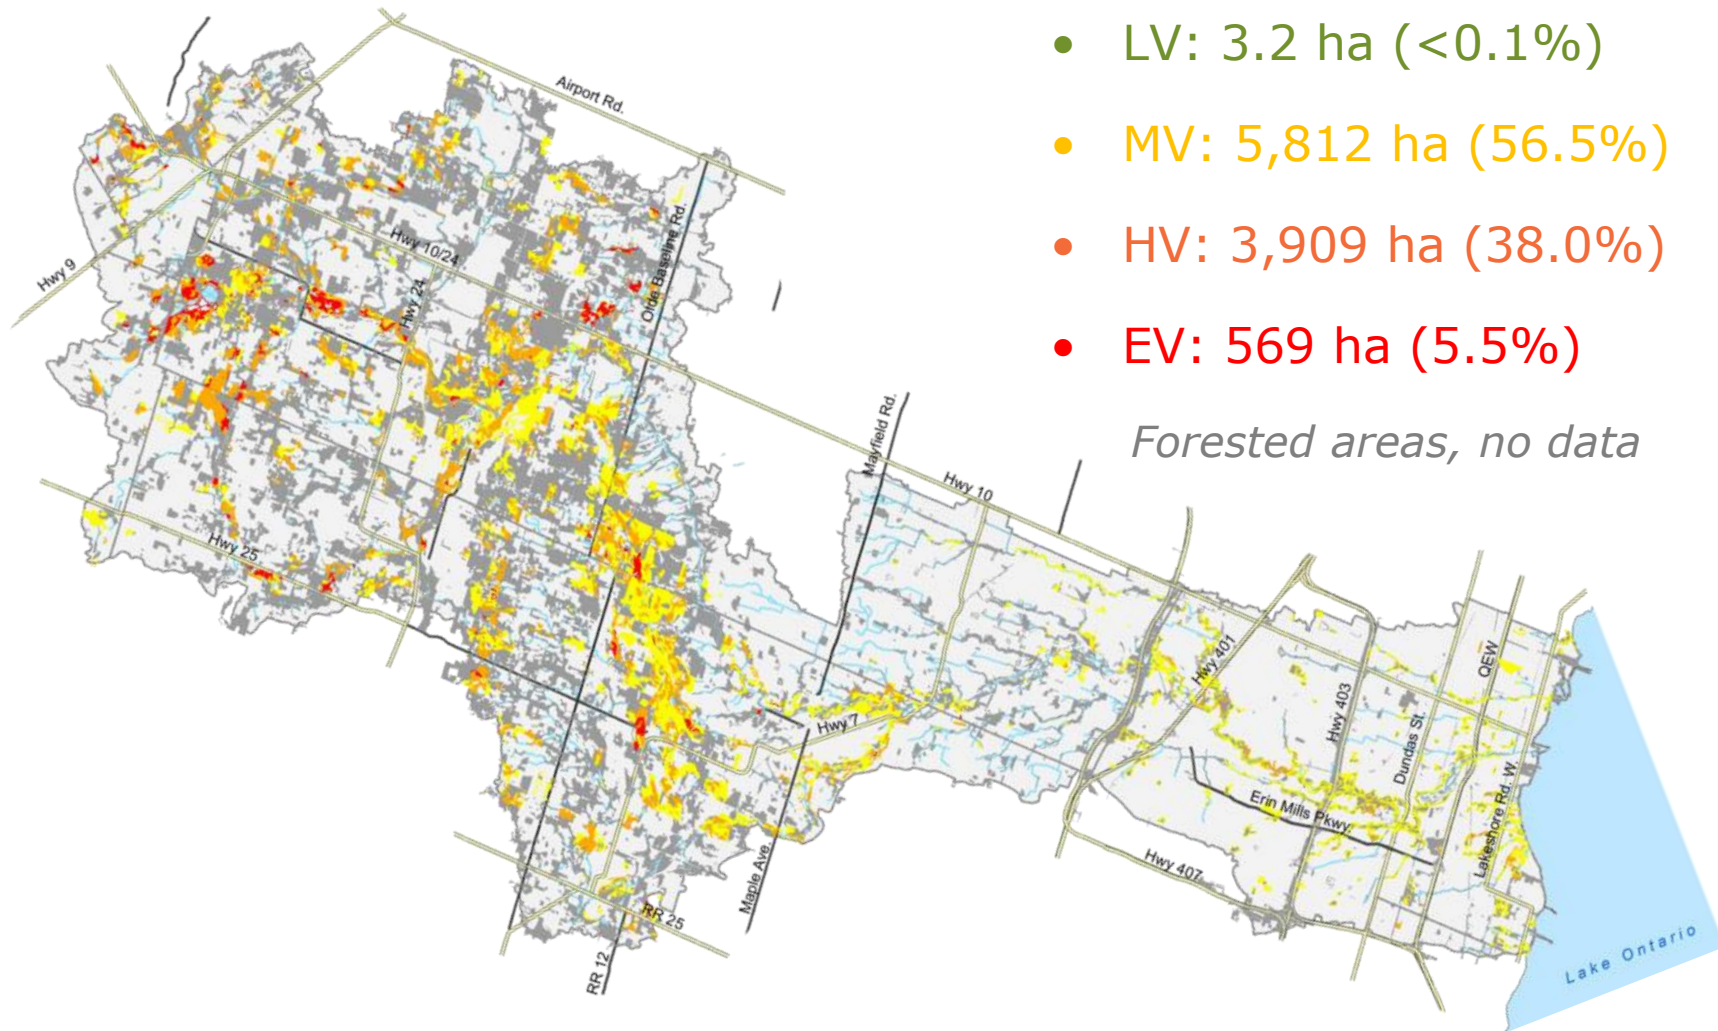 • LV: 3.2 ha (<0.1%)
• MV: 5,812 ha (56.5%)
• HV: 3,909 ha (38.0%)
• EV: 569 ha (5.5%)
Forested areas, no data
Airport Rd.
Hwy 9
Hwy 10/24
Hwy 24
Olde Baseline Rd.
Mayfield Rd.
Hwy 10
Hwy 25
Hwy 401
Hwy 403
QEW
Dundas St.
Hwy 7
Erin Mills Pkwy.
Lakeshore Rd. W.
Hwy 407
Maple Ave.
RR 25
RR 12
Lake Ontario